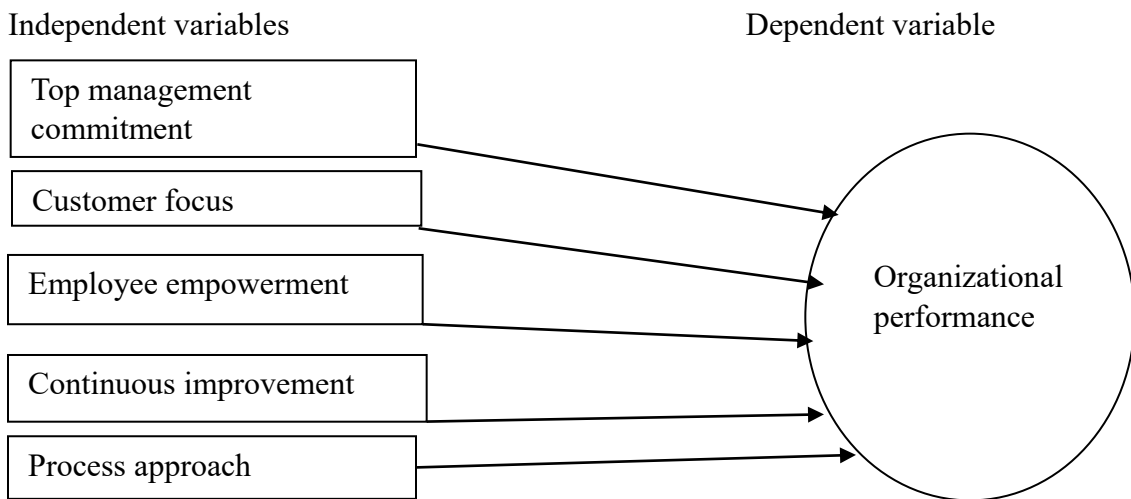 Independent variables
Dependent variable
Top management
commitment
Customer focus
Employee empowerment
Continuous improvement
Process approach
Organizational
performance